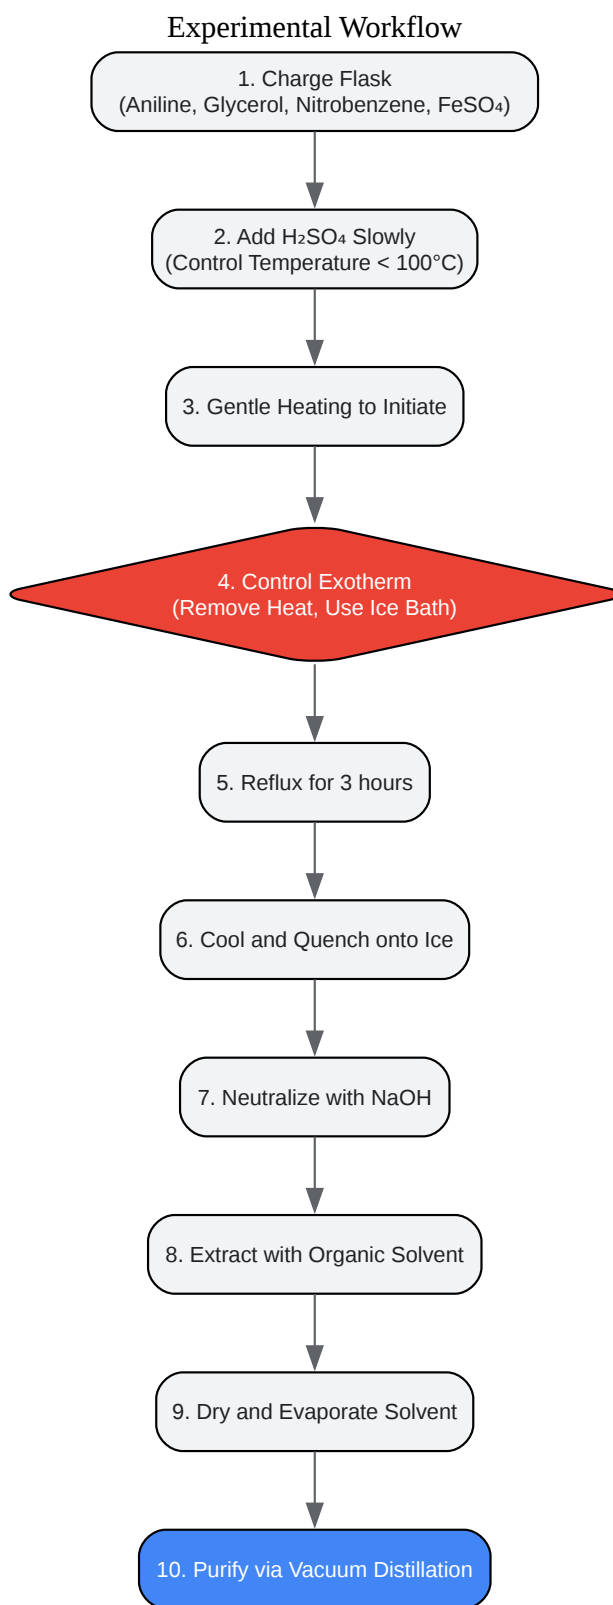 Experimental Workflow
1. Charge Flask
(Aniline, Glycerol, Nitrobenzene, FeSO₄)
2. Add H₂SO₄ Slowly
(Control Temperature < 100°C)
3. Gentle Heating to Initiate
4. Control Exotherm
(Remove Heat, Use Ice Bath)
5. Reflux for 3 hours
6. Cool and Quench onto Ice
7. Neutralize with NaOH
8. Extract with Organic Solvent
9. Dry and Evaporate Solvent
10. Purify via Vacuum Distillation